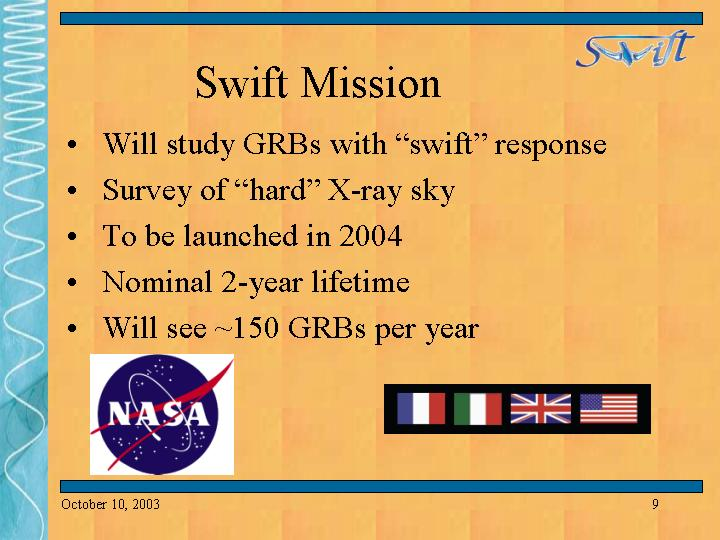 Swift
Swift Mission
• Will study GRBs with “swift” response
• Survey of “hard” X-ray sky
• To be launched in 2004
• Nominal 2-year lifetime
• Will see ~150 GRBs per year
NASA
October 10, 2003
9